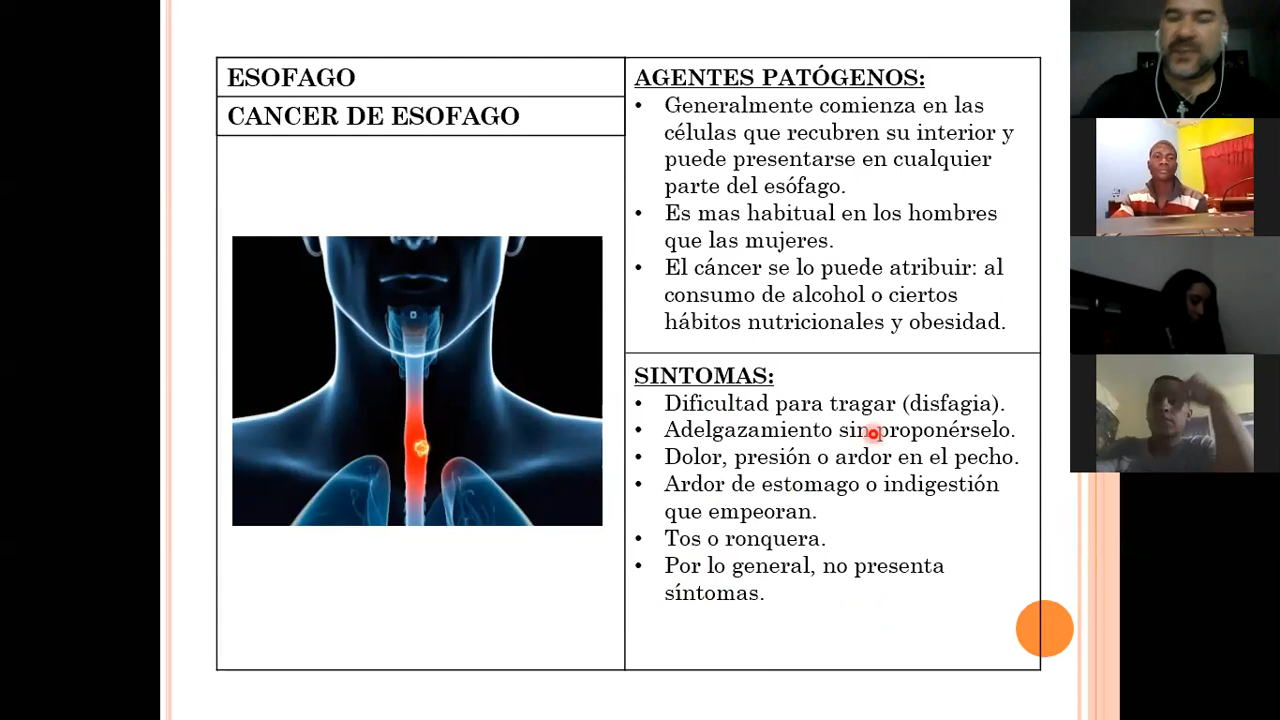 ESOFAGO
CANCER DE ESOFAGO
AGENTES PATÓGENOS:
• Generalmente comienza en las
células que recubren su interior y
puede presentarse en cualquier
parte del esófago.
• Es mas habitual en los hombres
que las mujeres.
• El cáncer se lo puede atribuir: al
consumo de alcohol o ciertos
hábitos nutricionales y obesidad.
SINTOMAS:
• Dificultad para tragar (disfagia).
• Adelgazamiento sin proponérselo.
• Dolor, presión o ardor en el pecho.
• Ardor de estomago o indigestión
que empeoran.
• Tos o ronquera.
• Por lo general, no presenta
síntomas.